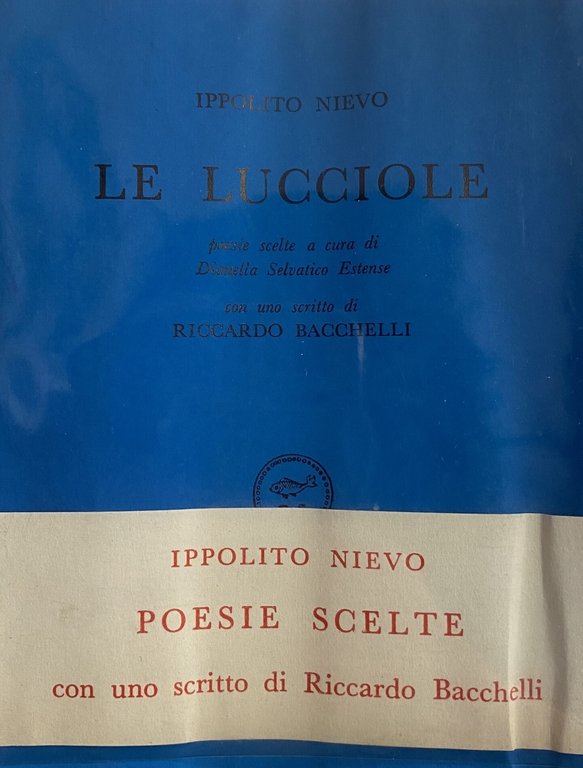 IPPOLITO NIEVO
LE LUCCIOLE
poesie scelte a cura di
Dianella Selvatico Estense
con uno scritto di
RICCARDO BACCHELLI
IPPOLITO NIEVO
POESIE SCELTE
con uno scritto di Riccardo Bacchelli